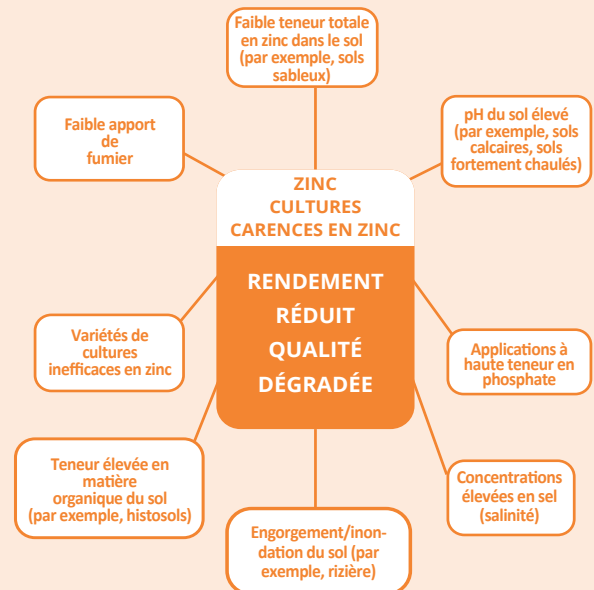 Faible teneur totale
en zinc dans le sol
(par exemple, sols
sableux)
Faible apport
de
fumier
pH du sol élevé
(par exemple, sols
calcaires, sols
fortement chaulés)
ZINC
CULTURES
CARENCES EN ZINC
RENDEMENT
RÉDUIT
QUALITÉ
DÉGRADÉE
Variétés de
cultures
inefficaces en zinc
Applications à
haute teneur en
phosphate
Teneur élevée en
matière
organique du sol
(par exemple, histosols)
Concentrations
élevées en sel
(salinité)
Engorgement/inon-
dation du sol (par
exemple, rizière)